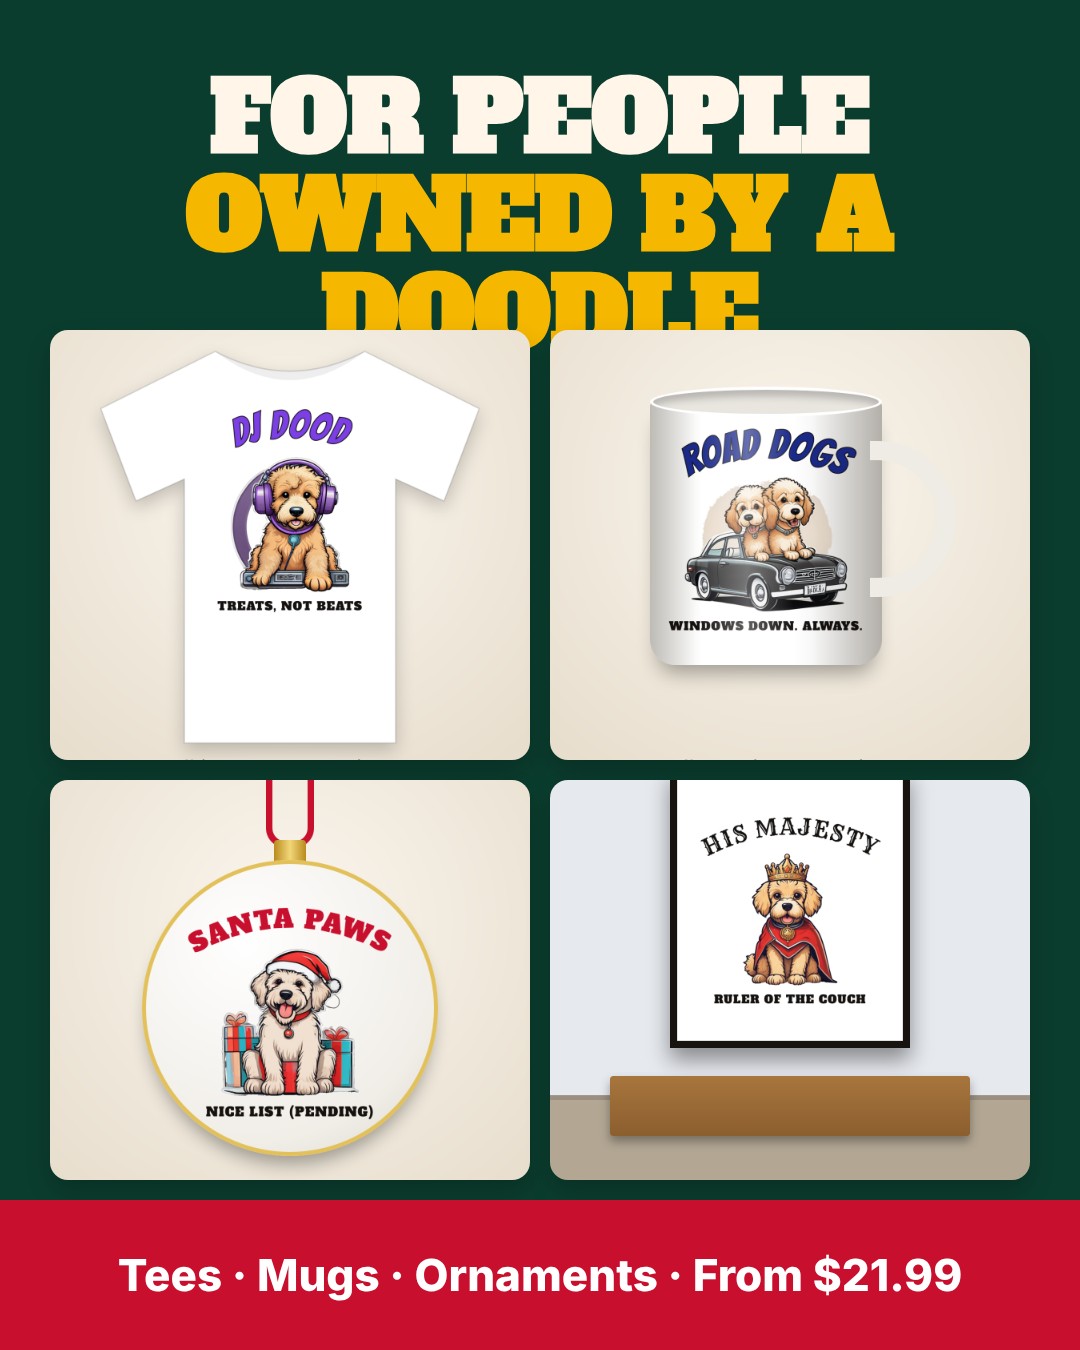 FOR PEOPLE
OWNED BY A
DOODLE
DJ DOOD
TREATS, NOT BEATS
ROAD DOGS
WINDOWS DOWN. ALWAYS.
SANTA PAWS
NICE LIST (PENDING)
HIS MAJESTY
RULER OF THE COUCH
Tees · Mugs · Ornaments · From $21.99